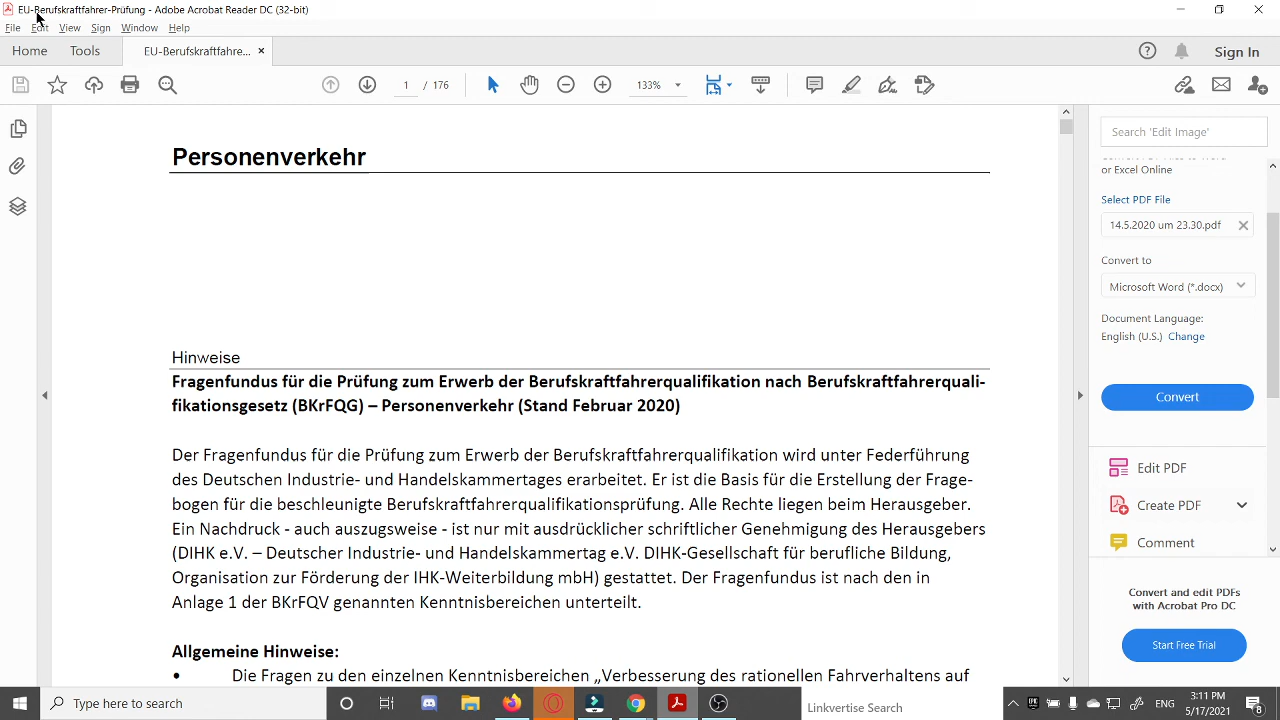 EU-Berufskraftfahrer-Prüfung - Adobe Acrobat Reader DC (32-bit)
File Edit View Sign Window Help
Home Tools EU-Berufskraftfahre... ×
Sign In
1 / 176 133%
Search 'Edit Image'
Convert PDF Files to Word
or Excel Online
Select PDF File
14.5.2020 um 23.30.pdf
Convert to
Microsoft Word (*.docx)
Document Language:
English (U.S.) Change
Convert
Edit PDF
Create PDF
Comment
Convert and edit PDFs
with Acrobat Pro DC
Start Free Trial
Personenverkehr
Hinweise
Fragenfundus für die Prüfung zum Erwerb der Berufskraftfahrerqualifikation nach Berufskraftfahrerquali-
fikationsgesetz (BKrFQG) – Personenverkehr (Stand Februar 2020)
Der Fragenfundus für die Prüfung zum Erwerb der Berufskraftfahrerqualifikation wird unter Federführung
des Deutschen Industrie- und Handelskammertages erarbeitet. Er ist die Basis für die Erstellung der Frage-
bogen für die beschleunigte Berufskraftfahrerqualifikationsprüfung. Alle Rechte liegen beim Herausgeber.
Ein Nachdruck - auch auszugsweise - ist nur mit ausdrücklicher schriftlicher Genehmigung des Herausgebers
(DIHK e.V. – Deutscher Industrie- und Handelskammertag e.V. DIHK-Gesellschaft für berufliche Bildung,
Organisation zur Förderung der IHK-Weiterbildung mbH) gestattet. Der Fragenfundus ist nach den in
Anlage 1 der BKrFQV genannten Kenntnisbereichen unterteilt.
Allgemeine Hinweise:
• Die Fragen zu den einzelnen Kenntnisbereichen „Verbesserung des rationellen Fahrverhaltens auf
Type here to search
Linkvertise Search
ENG
3:11 PM
5/17/2021
8